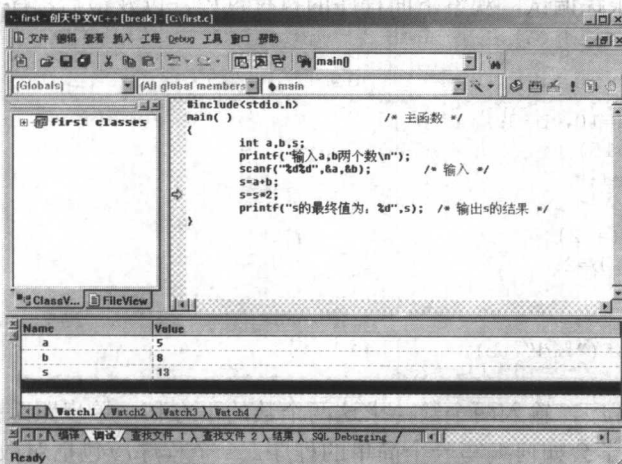 first - 创天中文VC++ [break] - [C:\first.c]
文件 编辑 查看 插入 工程 Debug 工具 窗口 帮助
main()
[Globals] [All global members main
first classes
#include<stdio.h>
main( ) /* 主函数 */
{
int a,b,s;
printf("输入a,b两个数\n");
scanf("%d%d",&a,&b); /* 输入 */
s=a+b;
s=s*2;
printf("s的最终值为: %d",s); /* 输出s的结果 */
}
ClassV... FileView
Name Value
a 5
b 8
s 13
Watch1 Watch2 Watch3 Watch4
编译 调试 查找文件 1 查找文件 2 结果 SQL Debugging
Ready